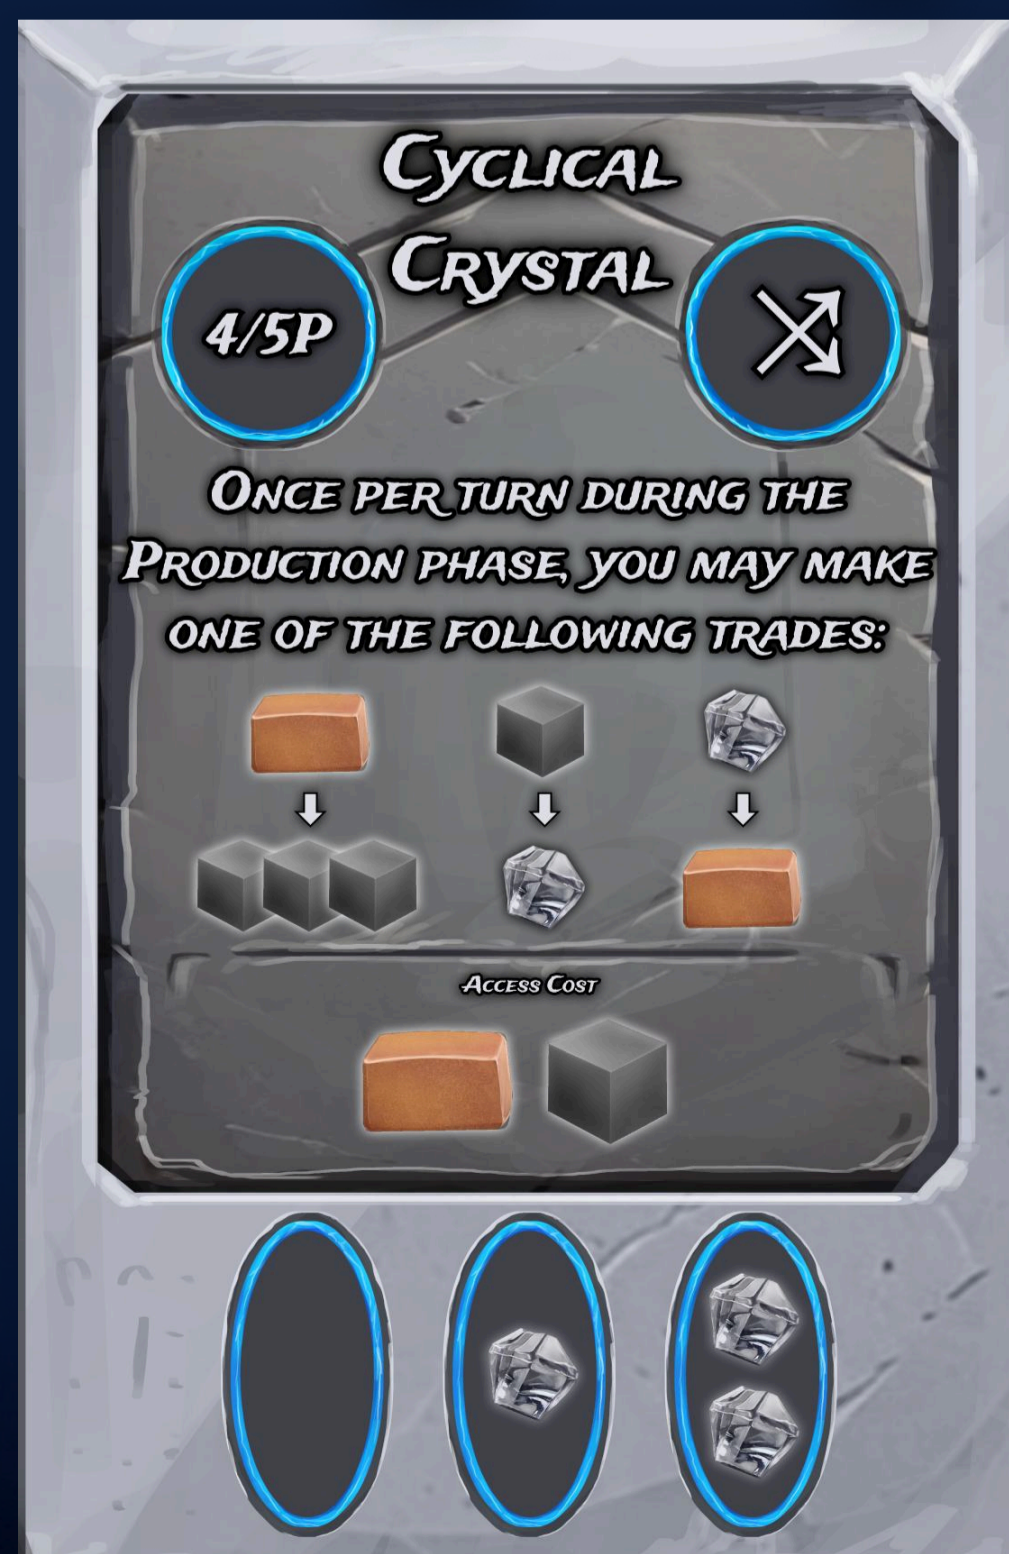 Cyclical
Crystal
4/5P
Once per turn during the
Production phase, you may make
one of the following trades:
Access Cost